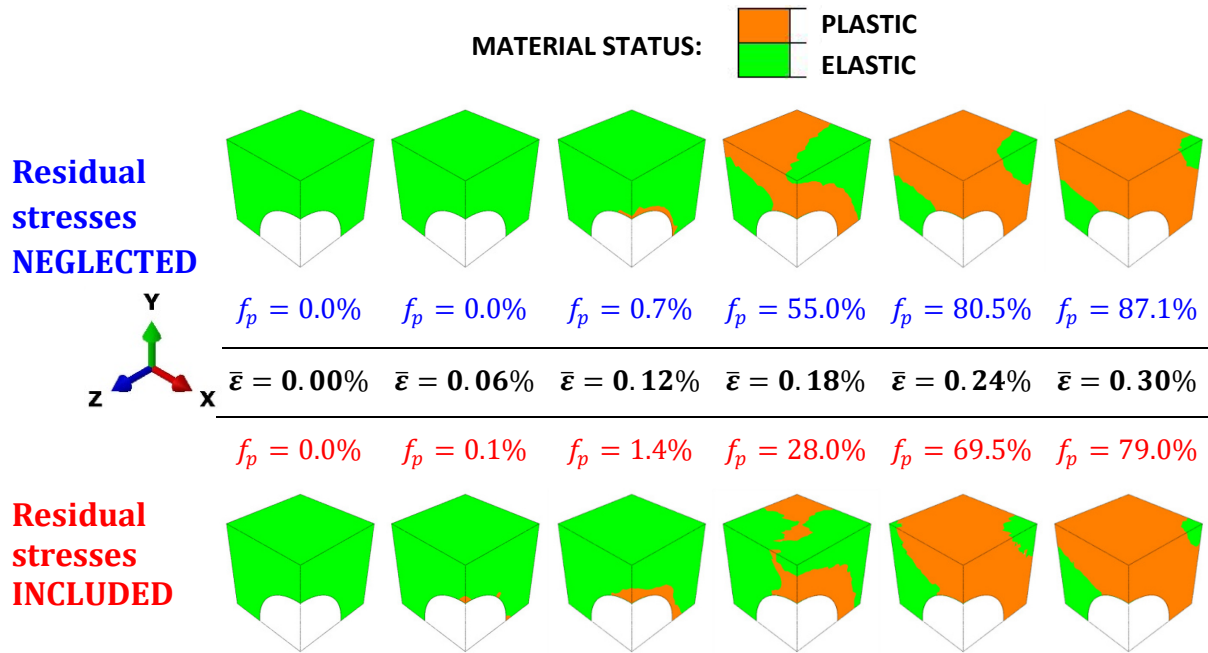 MATERIAL STATUS:
PLASTIC
ELASTIC
Residual
stresses
NEGLECTED
f_p = 0.0% f_p = 0.0% f_p = 0.7% f_p = 55.0% f_p = 80.5% f_p = 87.1%
Y
Z
X
ε̅ = 0.00% ε̅ = 0.06% ε̅ = 0.12% ε̅ = 0.18% ε̅ = 0.24% ε̅ = 0.30%
f_p = 0.0% f_p = 0.1% f_p = 1.4% f_p = 28.0% f_p = 69.5% f_p = 79.0%
Residual
stresses
INCLUDED